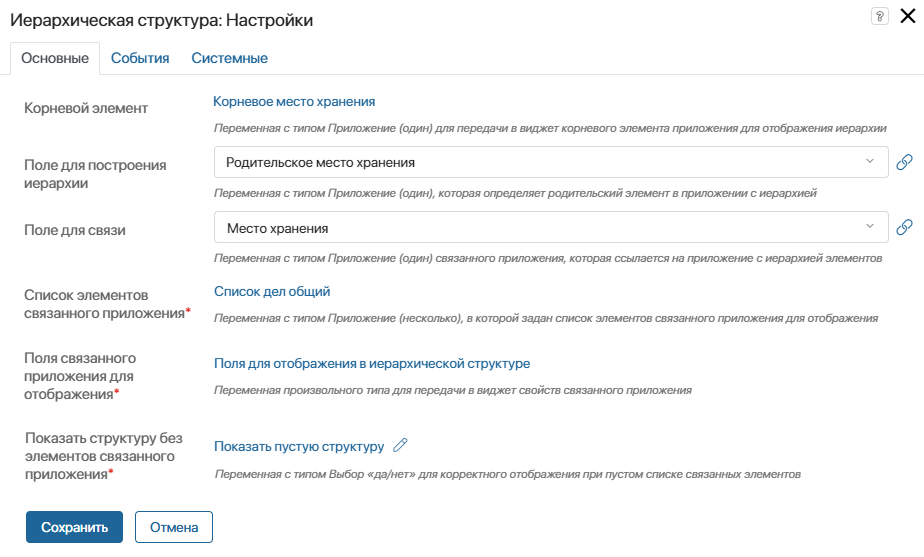 Иерархическая структура: Настройки
?
Основные События Системные
Корневой элемент
Корневое место хранения
Переменная с типом Приложение (один) для передачи в виджет корневого элемента приложения для отображения иерархии
Поле для построения
иерархии
Родительское место хранения
Переменная с типом Приложение (один), которая определяет родительский элемент в приложении с иерархией
Поле для связи
Место хранения
Переменная с типом Приложение (один) связанного приложения, которая ссылается на приложение с иерархией элементов
Список элементов
связанного приложения*
Список дел общий
Переменная с типом Приложение (несколько), в которой задан список элементов связанного приложения для отображения
Поля связанного
приложения для
отображения*
Поля для отображения в иерархической структуре
Переменная произвольного типа для передачи в виджет свойств связанного приложения
Показать структуру без
элементов связанного
приложения*
Показать пустую структуру
Переменная с типом Выбор «да/нет» для корректного отображения при пустом списке связанных элементов
Сохранить Отмена